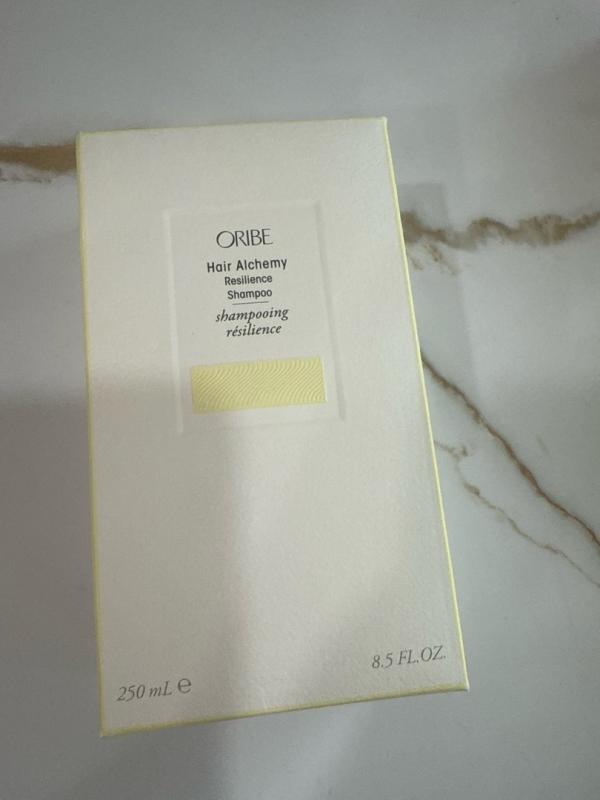 ORIBE
Hair Alchemy
Resilience
Shampoo
shampooing
résilience
250 mL ℮
8.5 FL.OZ.